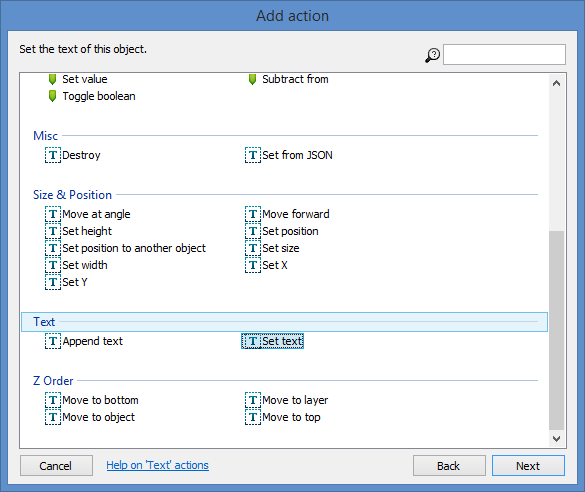 Add action
Set the text of this object.
Set value Subtract from
Toggle boolean
Misc
Destroy Set from JSON
Size & Position
Move at angle Move forward
Set height Set position
Set position to another object Set size
Set width Set X
Set Y
Text
Append text Set text
Z Order
Move to bottom Move to layer
Move to object Move to top
Cancel Help on 'Text' actions Back Next